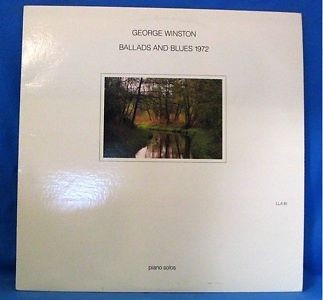 GEORGE WINSTON
BALLADS AND BLUES 1972
piano solos